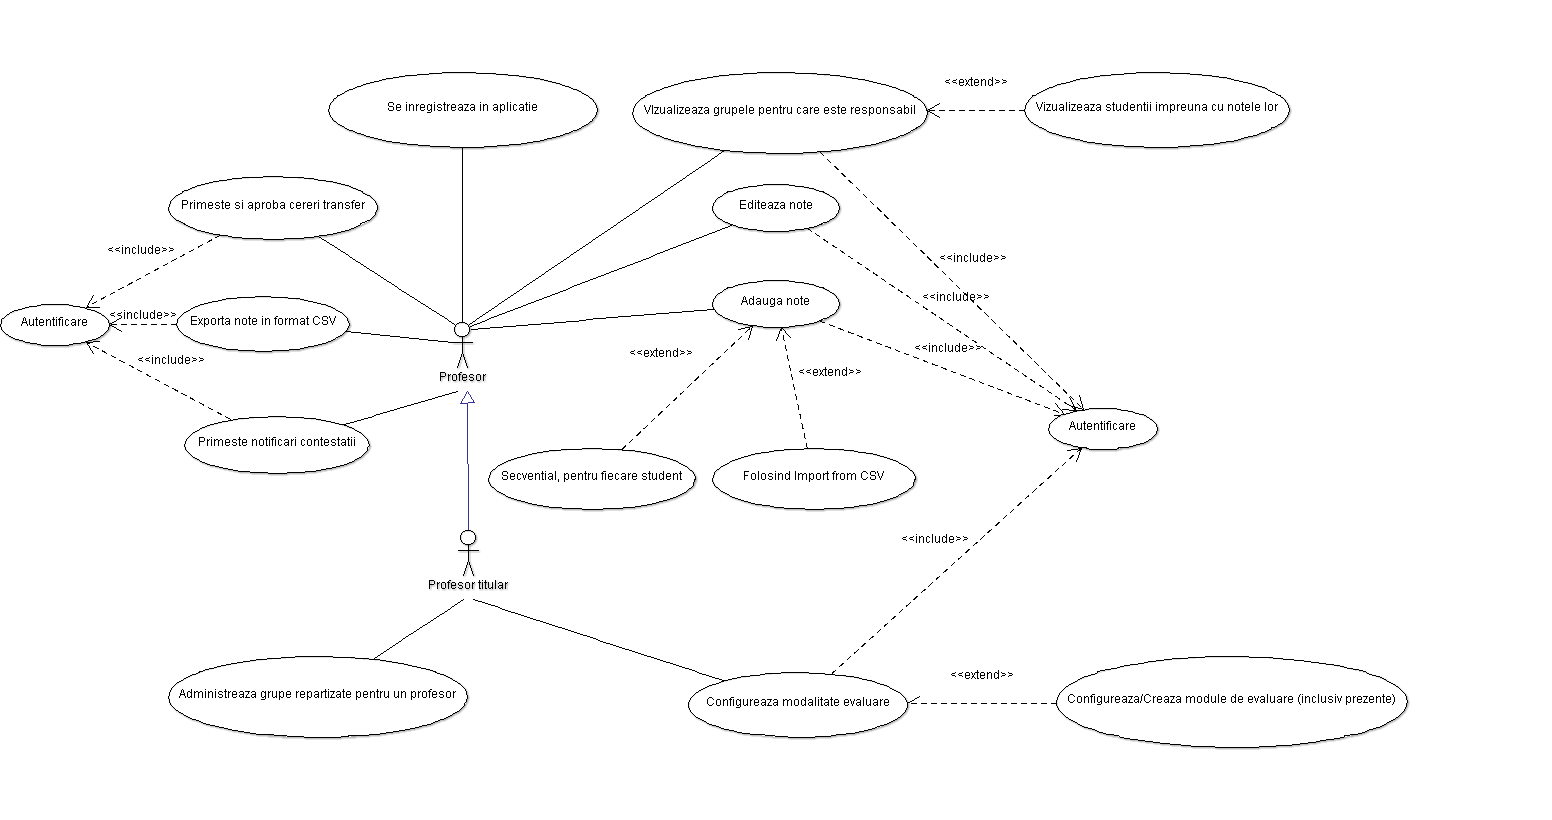 <<extend>>
Se inregistreaza in aplicatie
VIzualizeaza grupele pentru care este responsabil
Vizualizeaza studentii impreuna cu notele lor
Primeste si aproba cereri transfer
Editeaza note
<<include>>
<<include>>
<<include>>
Adauga note
<<include>>
Autentificare
Exporta note in format CSV
<<include>>
<<extend>>
<<include>>
<<extend>>
Profesor
Autentificare
Primeste notificari contestatii
Secvential, pentru fiecare student
Folosind Import from CSV
<<include>>
Profesor titular
<<extend>>
Administreaza grupe repartizate pentru un profesor
Configureaza modalitate evaluare
Configureaza/Creaza module de evaluare (inclusiv prezente)